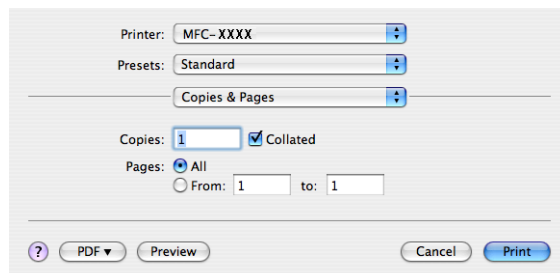 Printer: MFC-XXXX
Presets: Standard
Copies & Pages
Copies: 1 Collated
Pages: All
From: 1 to: 1
? PDF▼ Preview Cancel Print